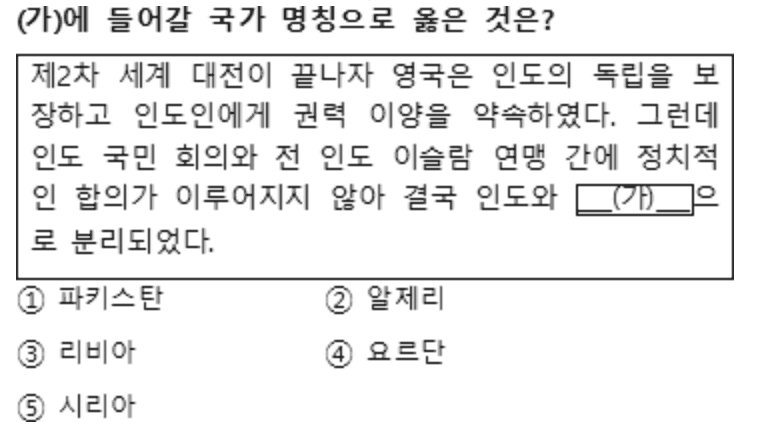 (가)에 들어갈 국가 명칭으로 옳은 것은?
제2차 세계 대전이 끝나자 영국은 인도의 독립을 보
장하고 인도인에게 권력 이양을 약속하였다. 그런데
인도 국민 회의와 전 인도 이슬람 연맹 간에 정치적
인 합의가 이루어지지 않아 결국 인도와 __(가)__으
로 분리되었다.
① 파키스탄 ② 알제리
③ 리비아 ④ 요르단
⑤ 시리아